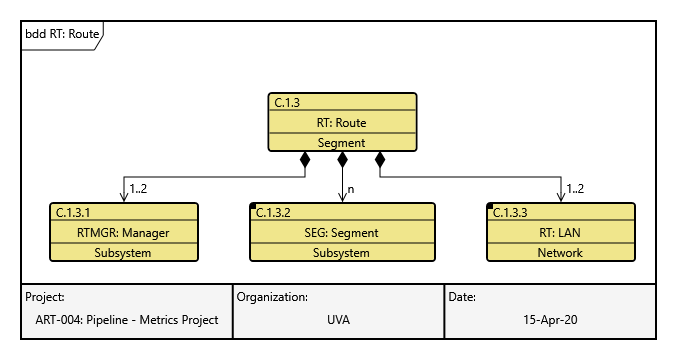 bdd RT: Route
C.1.3
RT: Route
Segment
1..2
n
1..2
C.1.3.1
RTMGR: Manager
Subsystem
C.1.3.2
SEG: Segment
Subsystem
C.1.3.3
RT: LAN
Network
Project:
ART-004: Pipeline - Metrics Project
Organization:
UVA
Date:
15-Apr-20